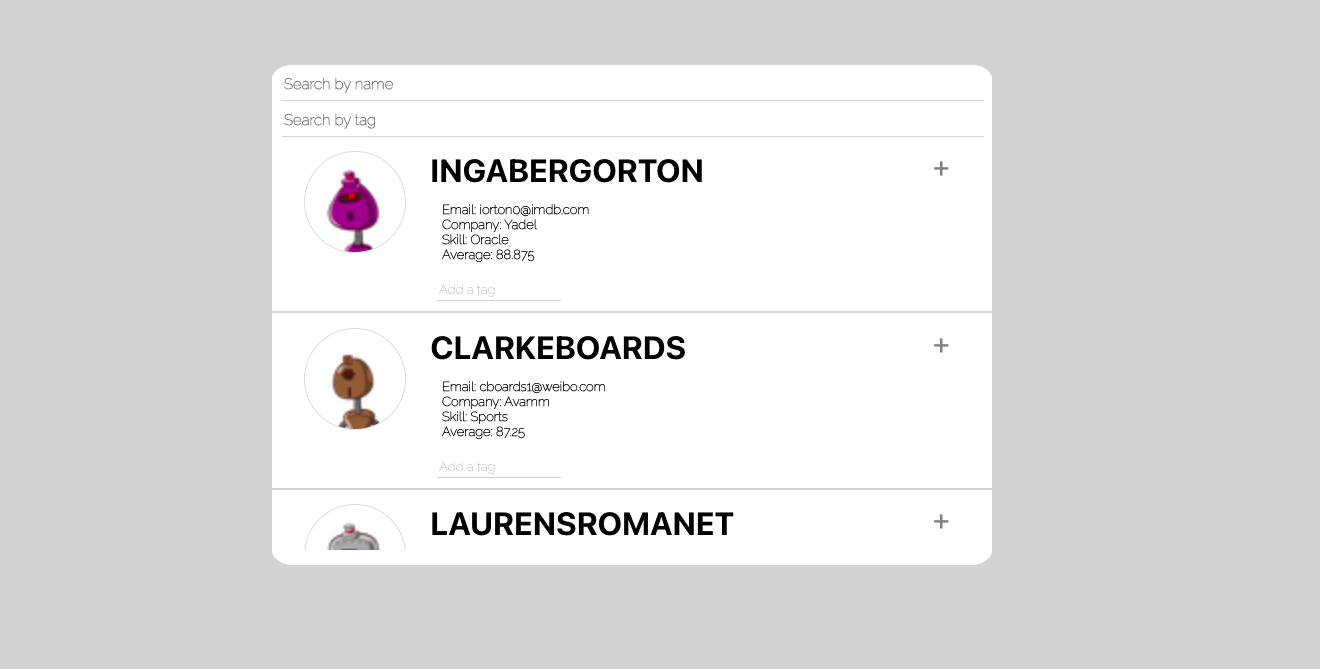 Search by name
Search by tag
INGABERGORTON
+
Email: iorton0@imdb.com
Company: Yadel
Skill: Oracle
Average: 88.875
Add a tag
CLARKEBOARDS
+
Email: cboards1@weibo.com
Company: Avamm
Skill: Sports
Average: 87.25
Add a tag
LAURENSROMANET
+